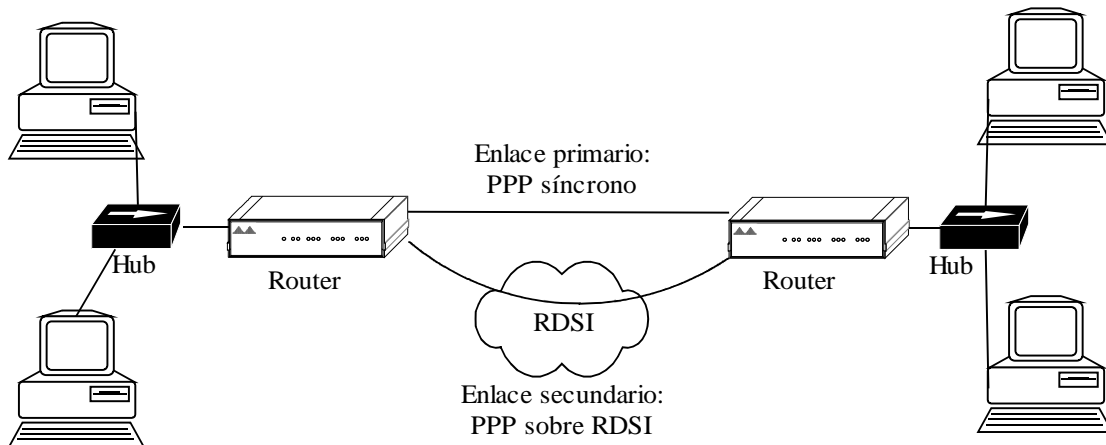 Enlace primario:
PPP síncrono
Hub
Router
Router
Hub
RDSI
Enlace secundario:
PPP sobre RDSI